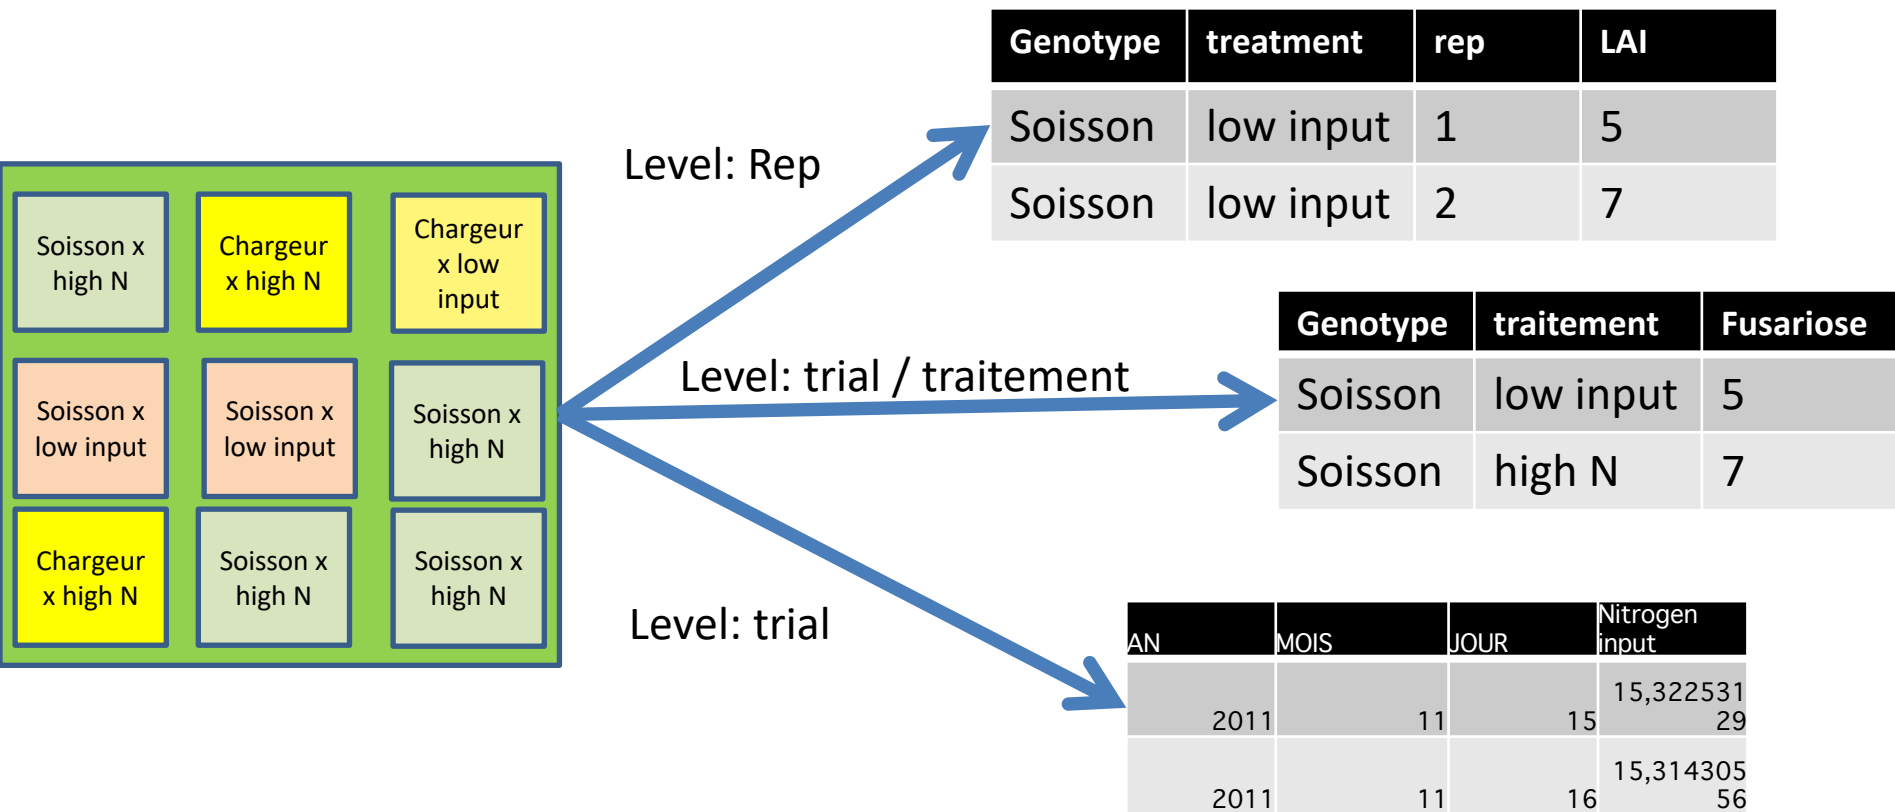 Soisson x
high N
Chargeur
x high N
Chargeur
x low
input
Soisson x
low input
Soisson x
low input
Soisson x
high N
Chargeur
x high N
Soisson x
high N
Soisson x
high N
Level: Rep
Genotype treatment rep LAI
Soisson low input 1 5
Soisson low input 2 7
Level: trial / traitement
Genotype traitement Fusariose
Soisson low input 5
Soisson high N 7
Level: trial
AN MOIS JOUR Nitrogen
input
2011 11 15 15,322531
29
2011 11 16 15,314305
56